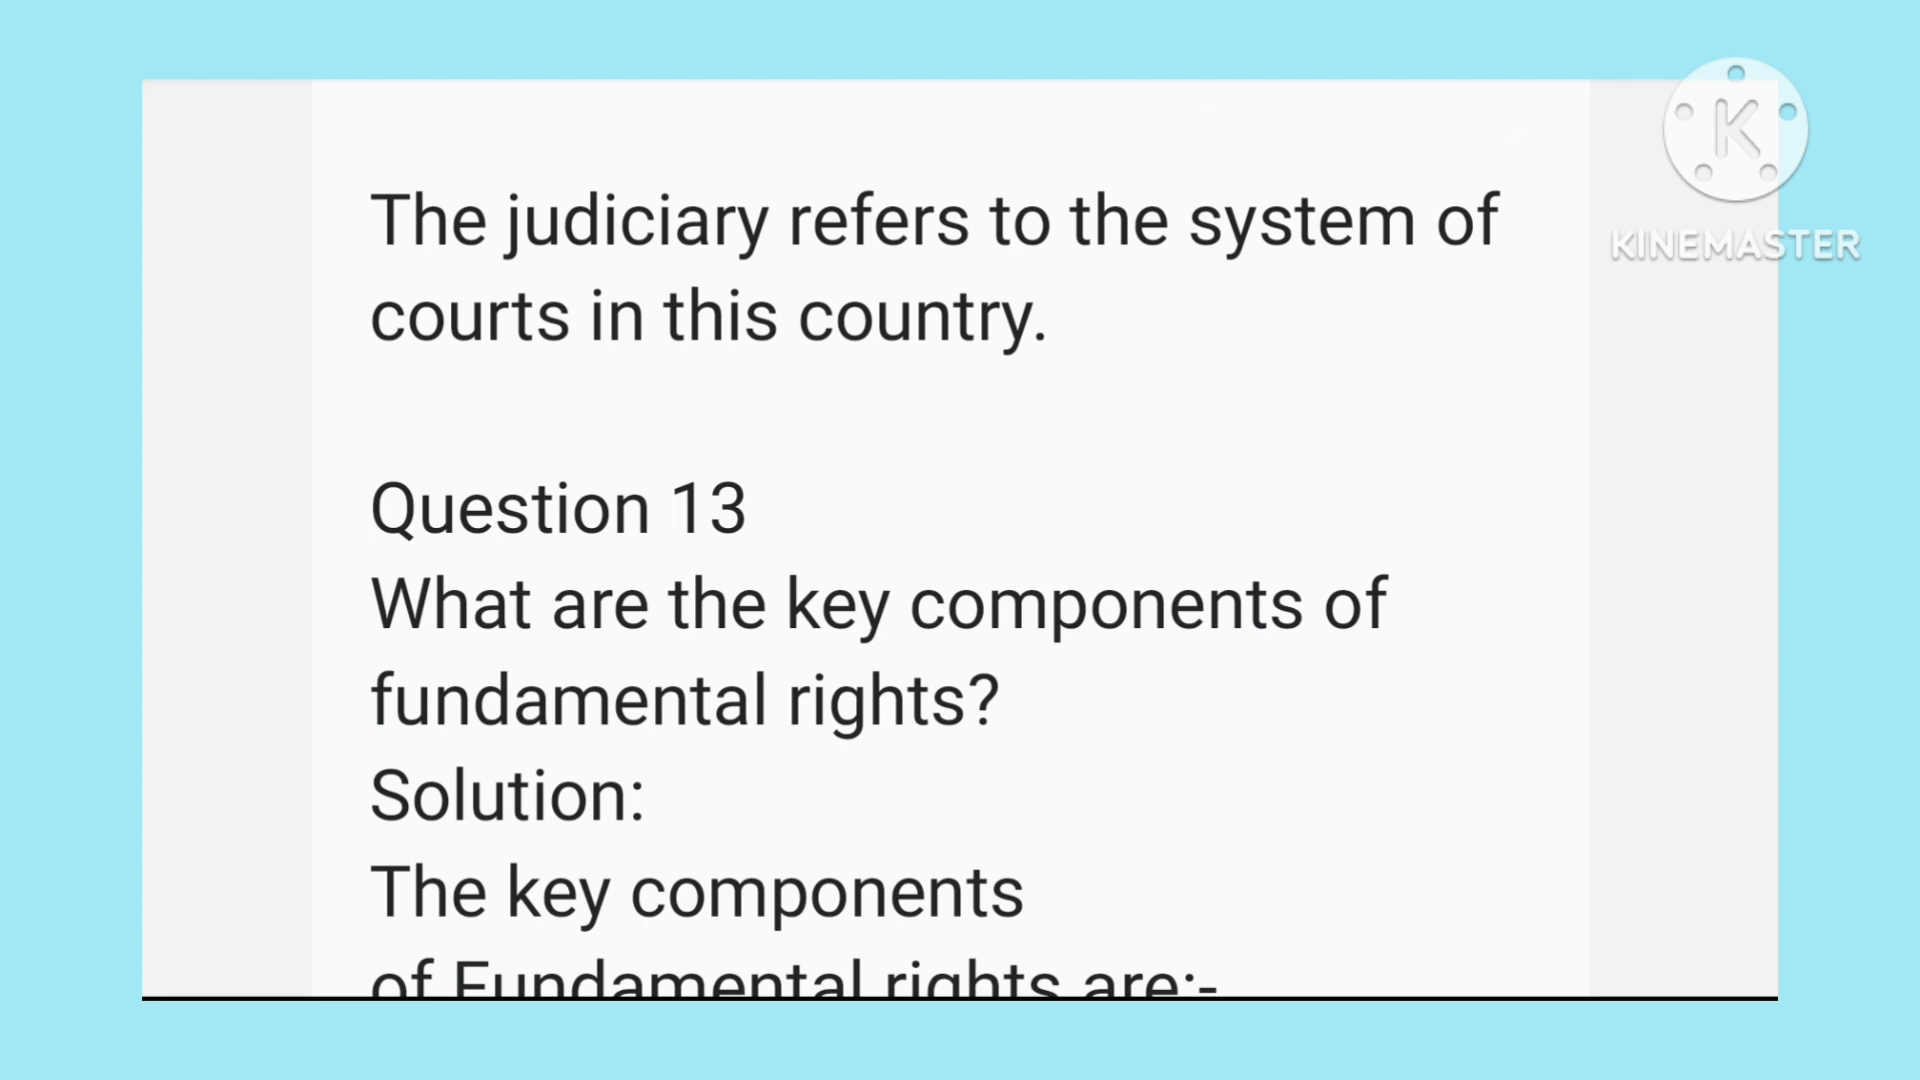 K
KINEMASTER
The judiciary refers to the system of
courts in this country.
Question 13
What are the key components of
fundamental rights?
Solution:
The key components
of Fundamental rights are:-